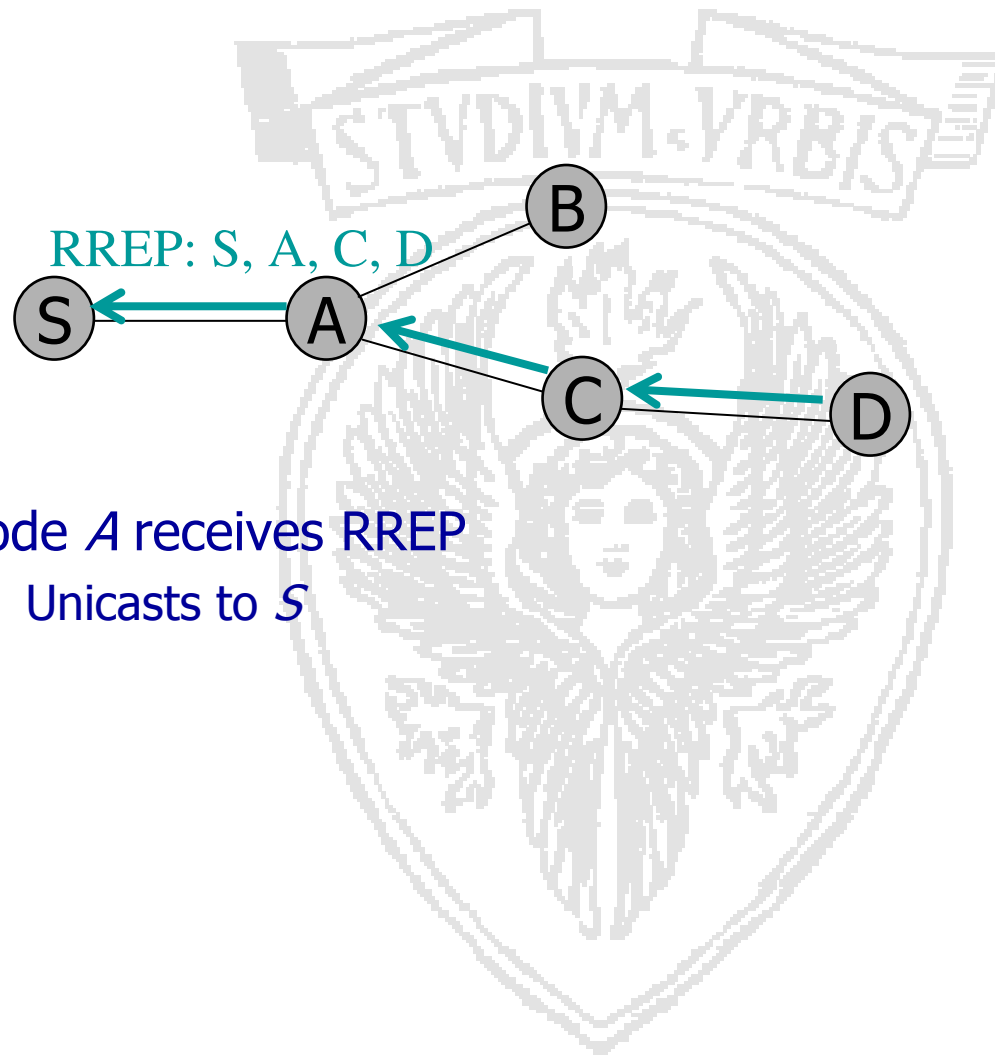 STVDIVM VRBIS
B
RREP: S, A, C, D
S
A
C
D
ode A receives RREP
Unicasts to S